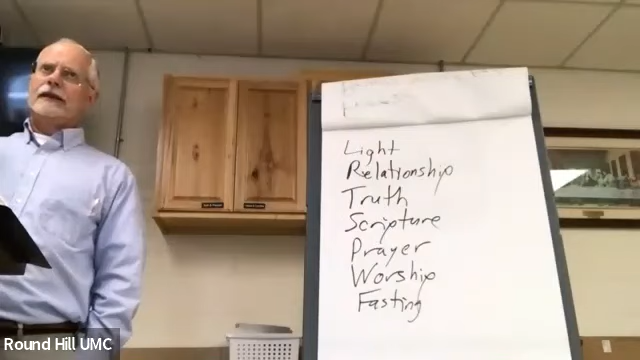 Light
Relationship
Truth
Scripture
Prayer
Worship
Fasting
Round Hill UMC